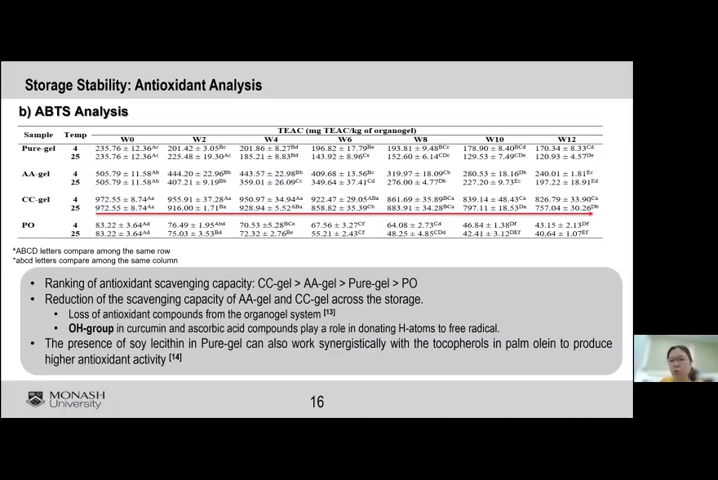 Storage Stability: Antioxidant Analysis
b) ABTS Analysis
Sample Temp TEAC (mg TEAC/kg of organogel)
W0 W2 W4 W6 W8 W10 W12
Pure-gel 4 235.76 ± 12.36Ac 201.42 ± 3.05Bc 201.86 ± 8.27Bd 196.82 ± 17.79Be 193.81 ± 9.48BCc 178.90 ± 8.40BCd 170.34 ± 8.33Cd
25 235.76 ± 12.36Ac 225.48 ± 19.30Ac 185.21 ± 8.83Bd 143.92 ± 8.96Ce 152.60 ± 6.14CDc 129.53 ± 7.49CDe 120.93 ± 4.57De
AA-gel 4 505.79 ± 11.58Ab 444.20 ± 22.96Bb 443.57 ± 22.98Bb 409.68 ± 13.56Bc 319.97 ± 18.09Cb 280.53 ± 18.16Db 240.01 ± 1.81Ec
25 505.79 ± 11.58Ab 407.21 ± 9.19Bb 359.01 ± 26.09Cc 349.64 ± 37.41Cd 276.00 ± 4.77Db 227.20 ± 9.73Ec 197.22 ± 18.91Ed
CC-gel 4 972.55 ± 8.74Aa 955.91 ± 37.28Aa 950.97 ± 34.94Aa 922.47 ± 29.05ABa 861.69 ± 35.89BCa 839.14 ± 48.43Ca 826.79 ± 33.90Ca
25 972.55 ± 8.74Aa 916.00 ± 1.71Ba 928.94 ± 5.52ABa 858.82 ± 35.39Cb 883.91 ± 34.28BCa 797.11 ± 18.53Da 757.04 ± 30.26Db
PO 4 83.22 ± 3.64Ad 76.49 ± 1.95Abd 70.53 ± 5.28BCe 67.56 ± 3.27Cf 64.08 ± 2.73Cd 46.84 ± 1.38Df 43.15 ± 2.13Df
25 83.22 ± 3.64Ad 75.03 ± 3.53Bd 72.32 ± 2.76Be 55.21 ± 2.43Cf 48.25 ± 4.85CDd 42.41 ± 3.12DEf 40.64 ± 1.07Ef
*ABCD letters compare among the same row
*abcd letters compare among the same column
• Ranking of antioxidant scavenging capacity: CC-gel > AA-gel > Pure-gel > PO
• Reduction of the scavenging capacity of AA-gel and CC-gel across the storage.
• Loss of antioxidant compounds from the organogel system [13]
• OH-group in curcumin and ascorbic acid compounds play a role in donating H-atoms to free radical.
• The presence of soy lecithin in Pure-gel can also work synergistically with the tocopherols in palm olein to produce
higher antioxidant activity [14]
MONASH
University
16